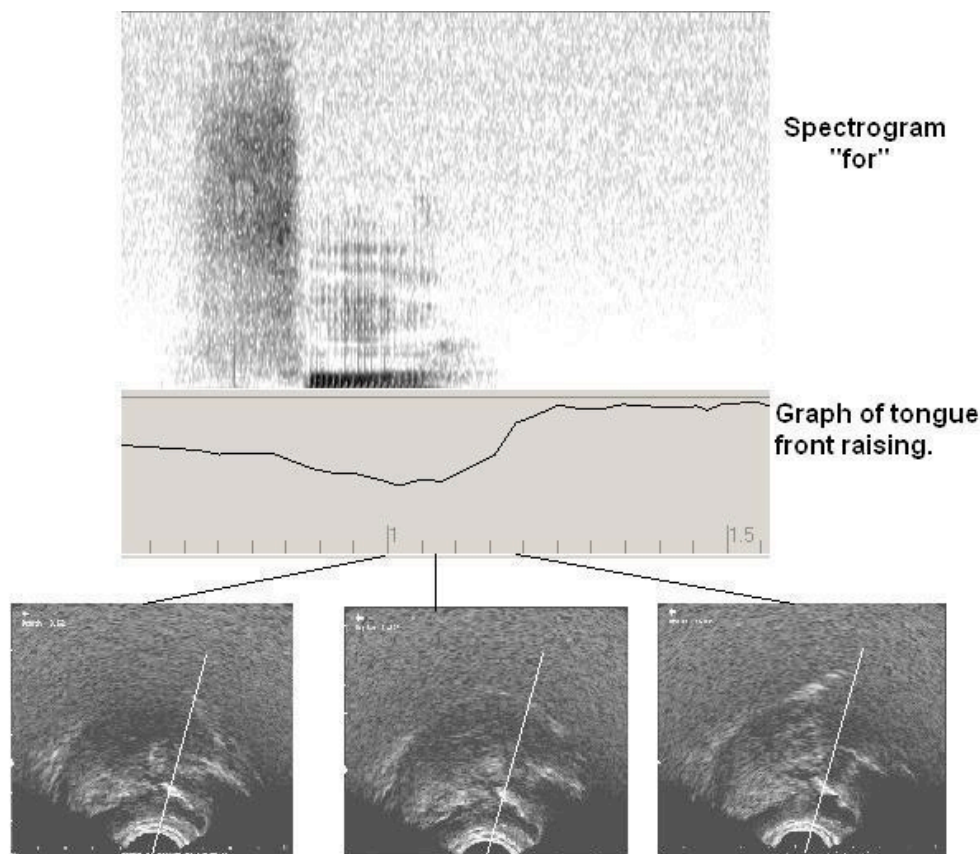 Spectrogram
"for"
Graph of tongue
front raising.
1
1.5